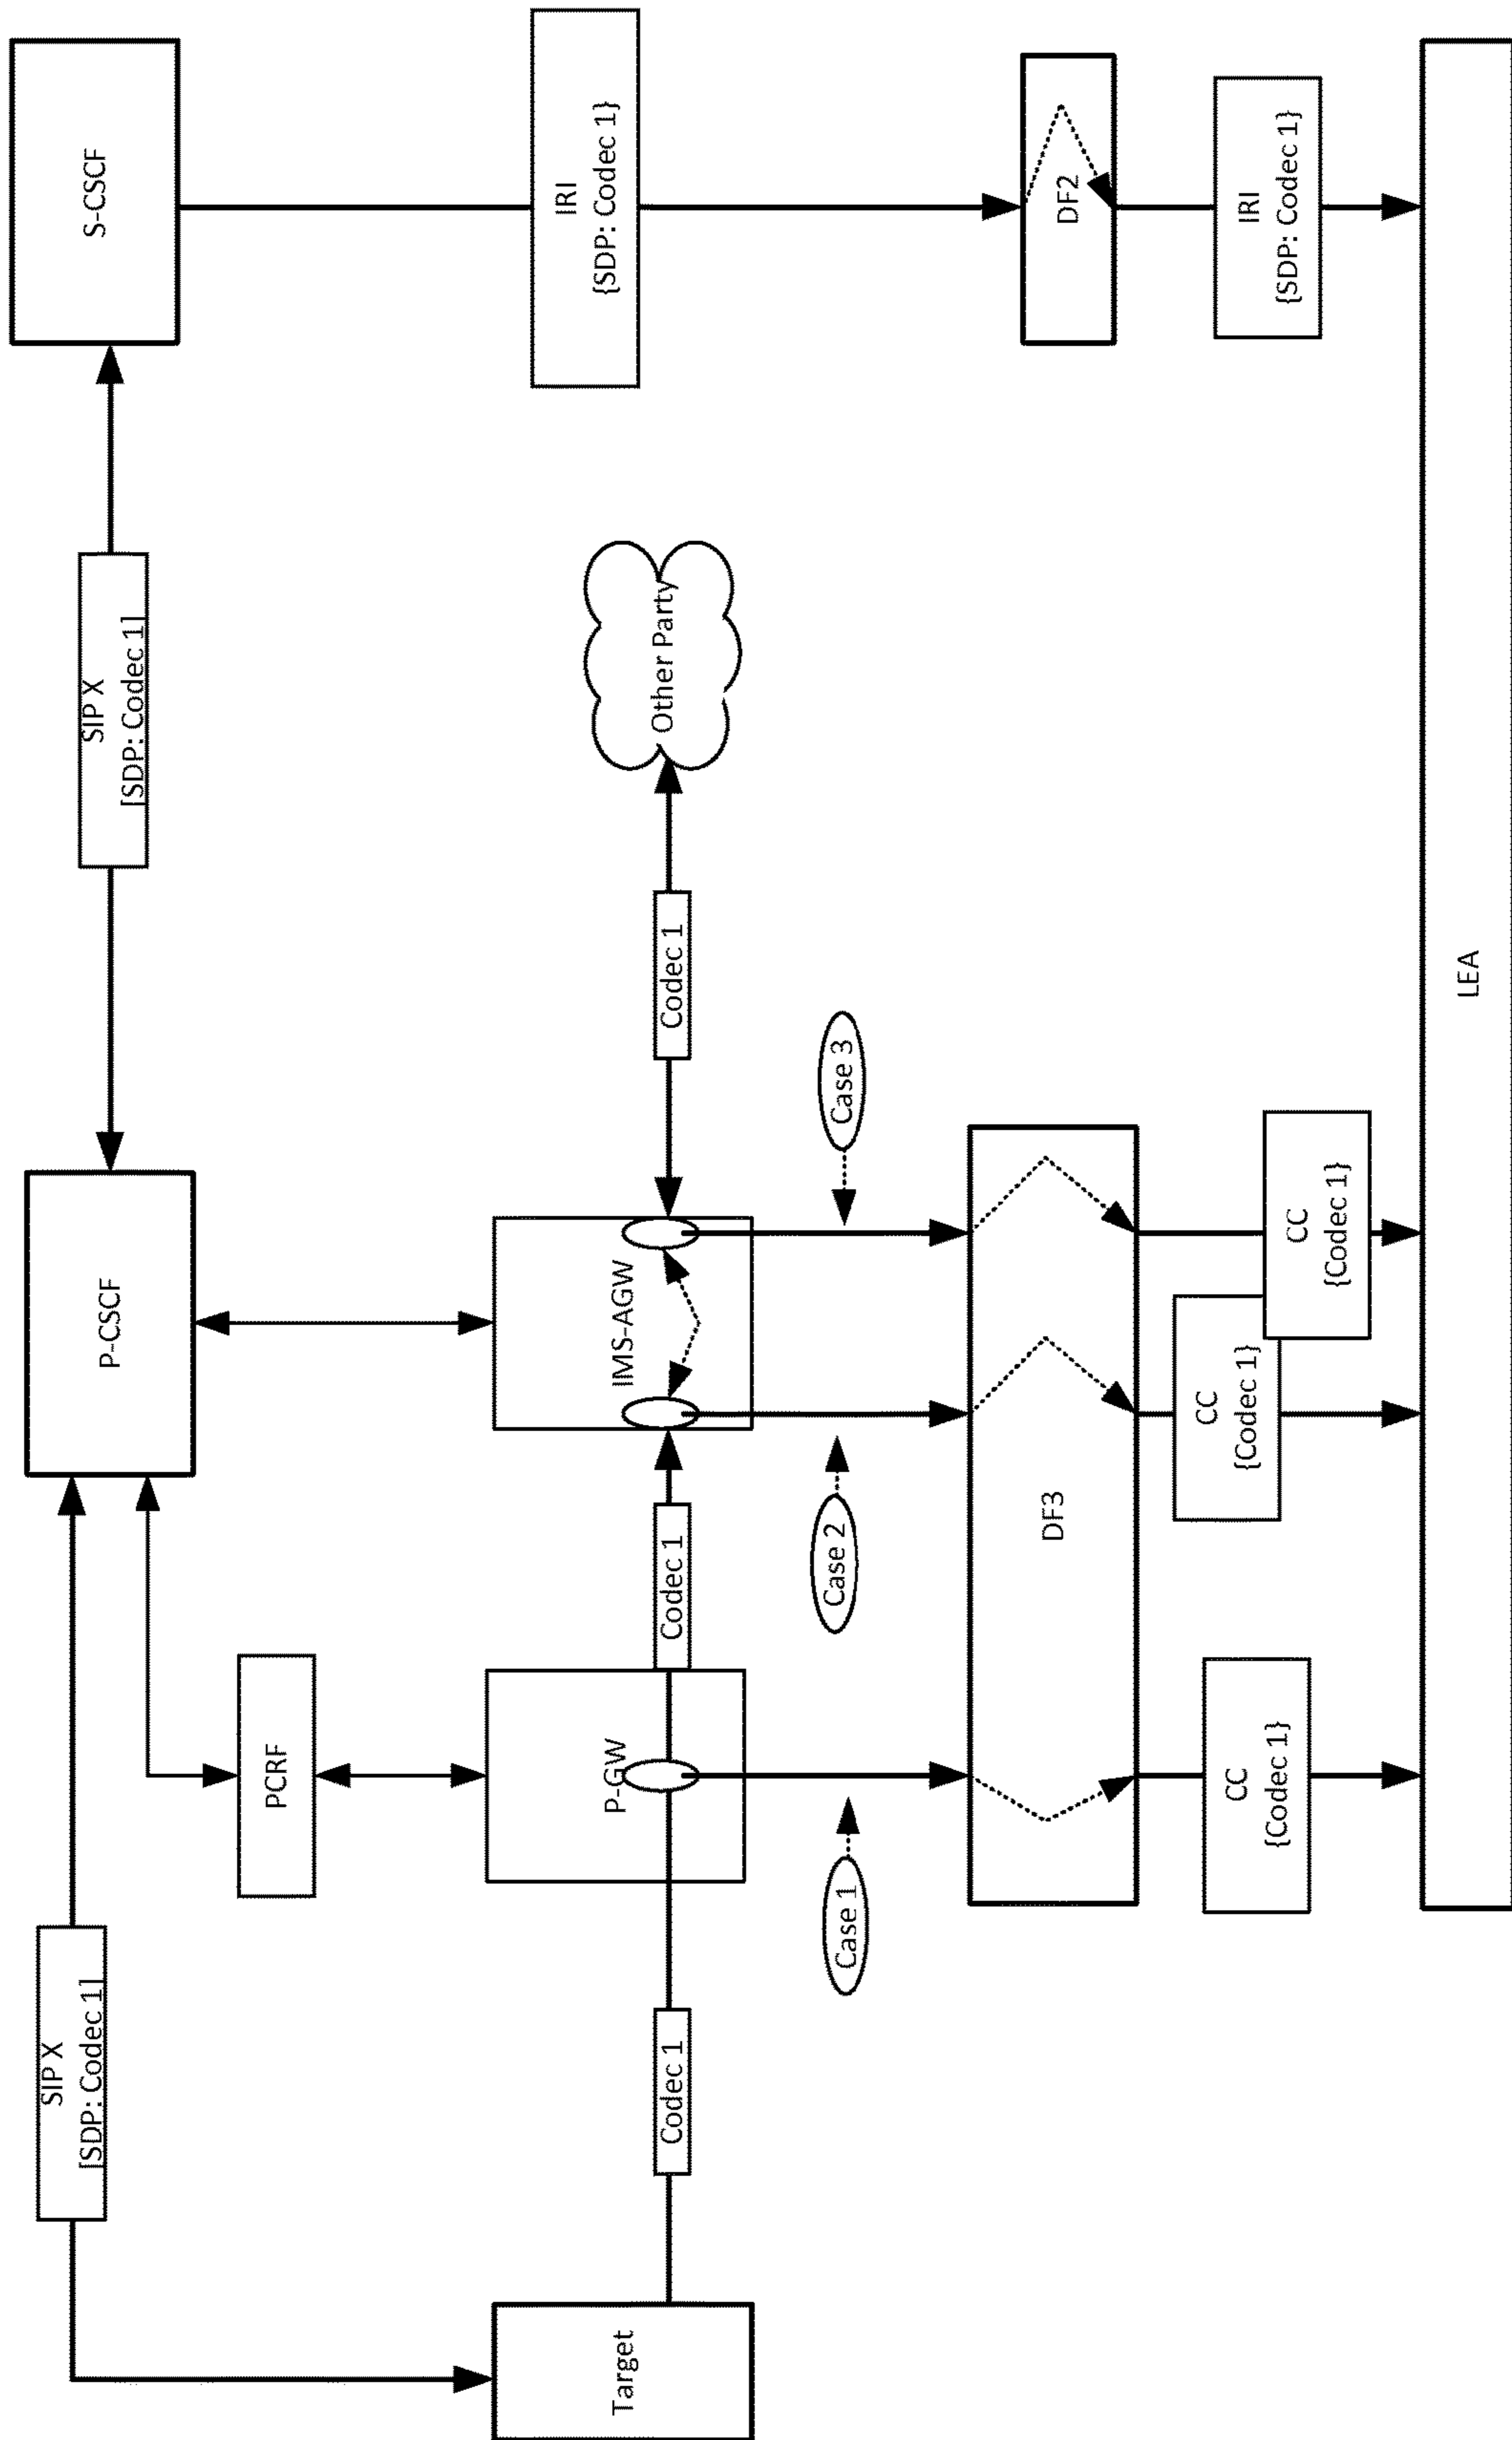 SIP X
[SDP: Codec 1]
P-CSCF
SIP X
[SDP: Codec 1]
S-CSCF
PCRF
IRI
{SDP: Codec 1}
Target
Codec 1
P-GW
Codec 1
IMS-AGW
Codec 1
Other Party
Case 1
Case 2
Case 3
DF3
DF2
CC
{Codec 1}
CC
{Codec 1}
CC
{Codec 1}
IRI
{SDP: Codec 1}
LEA